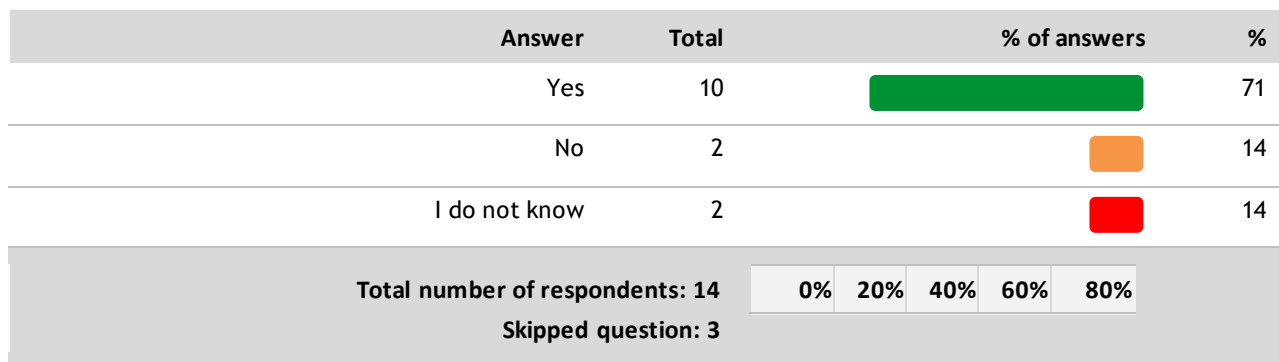 Answer Total % of answers %
Yes 10 71
No 2 14
I do not know 2 14
Total number of respondents: 14 0% 20% 40% 60% 80%
Skipped question: 3